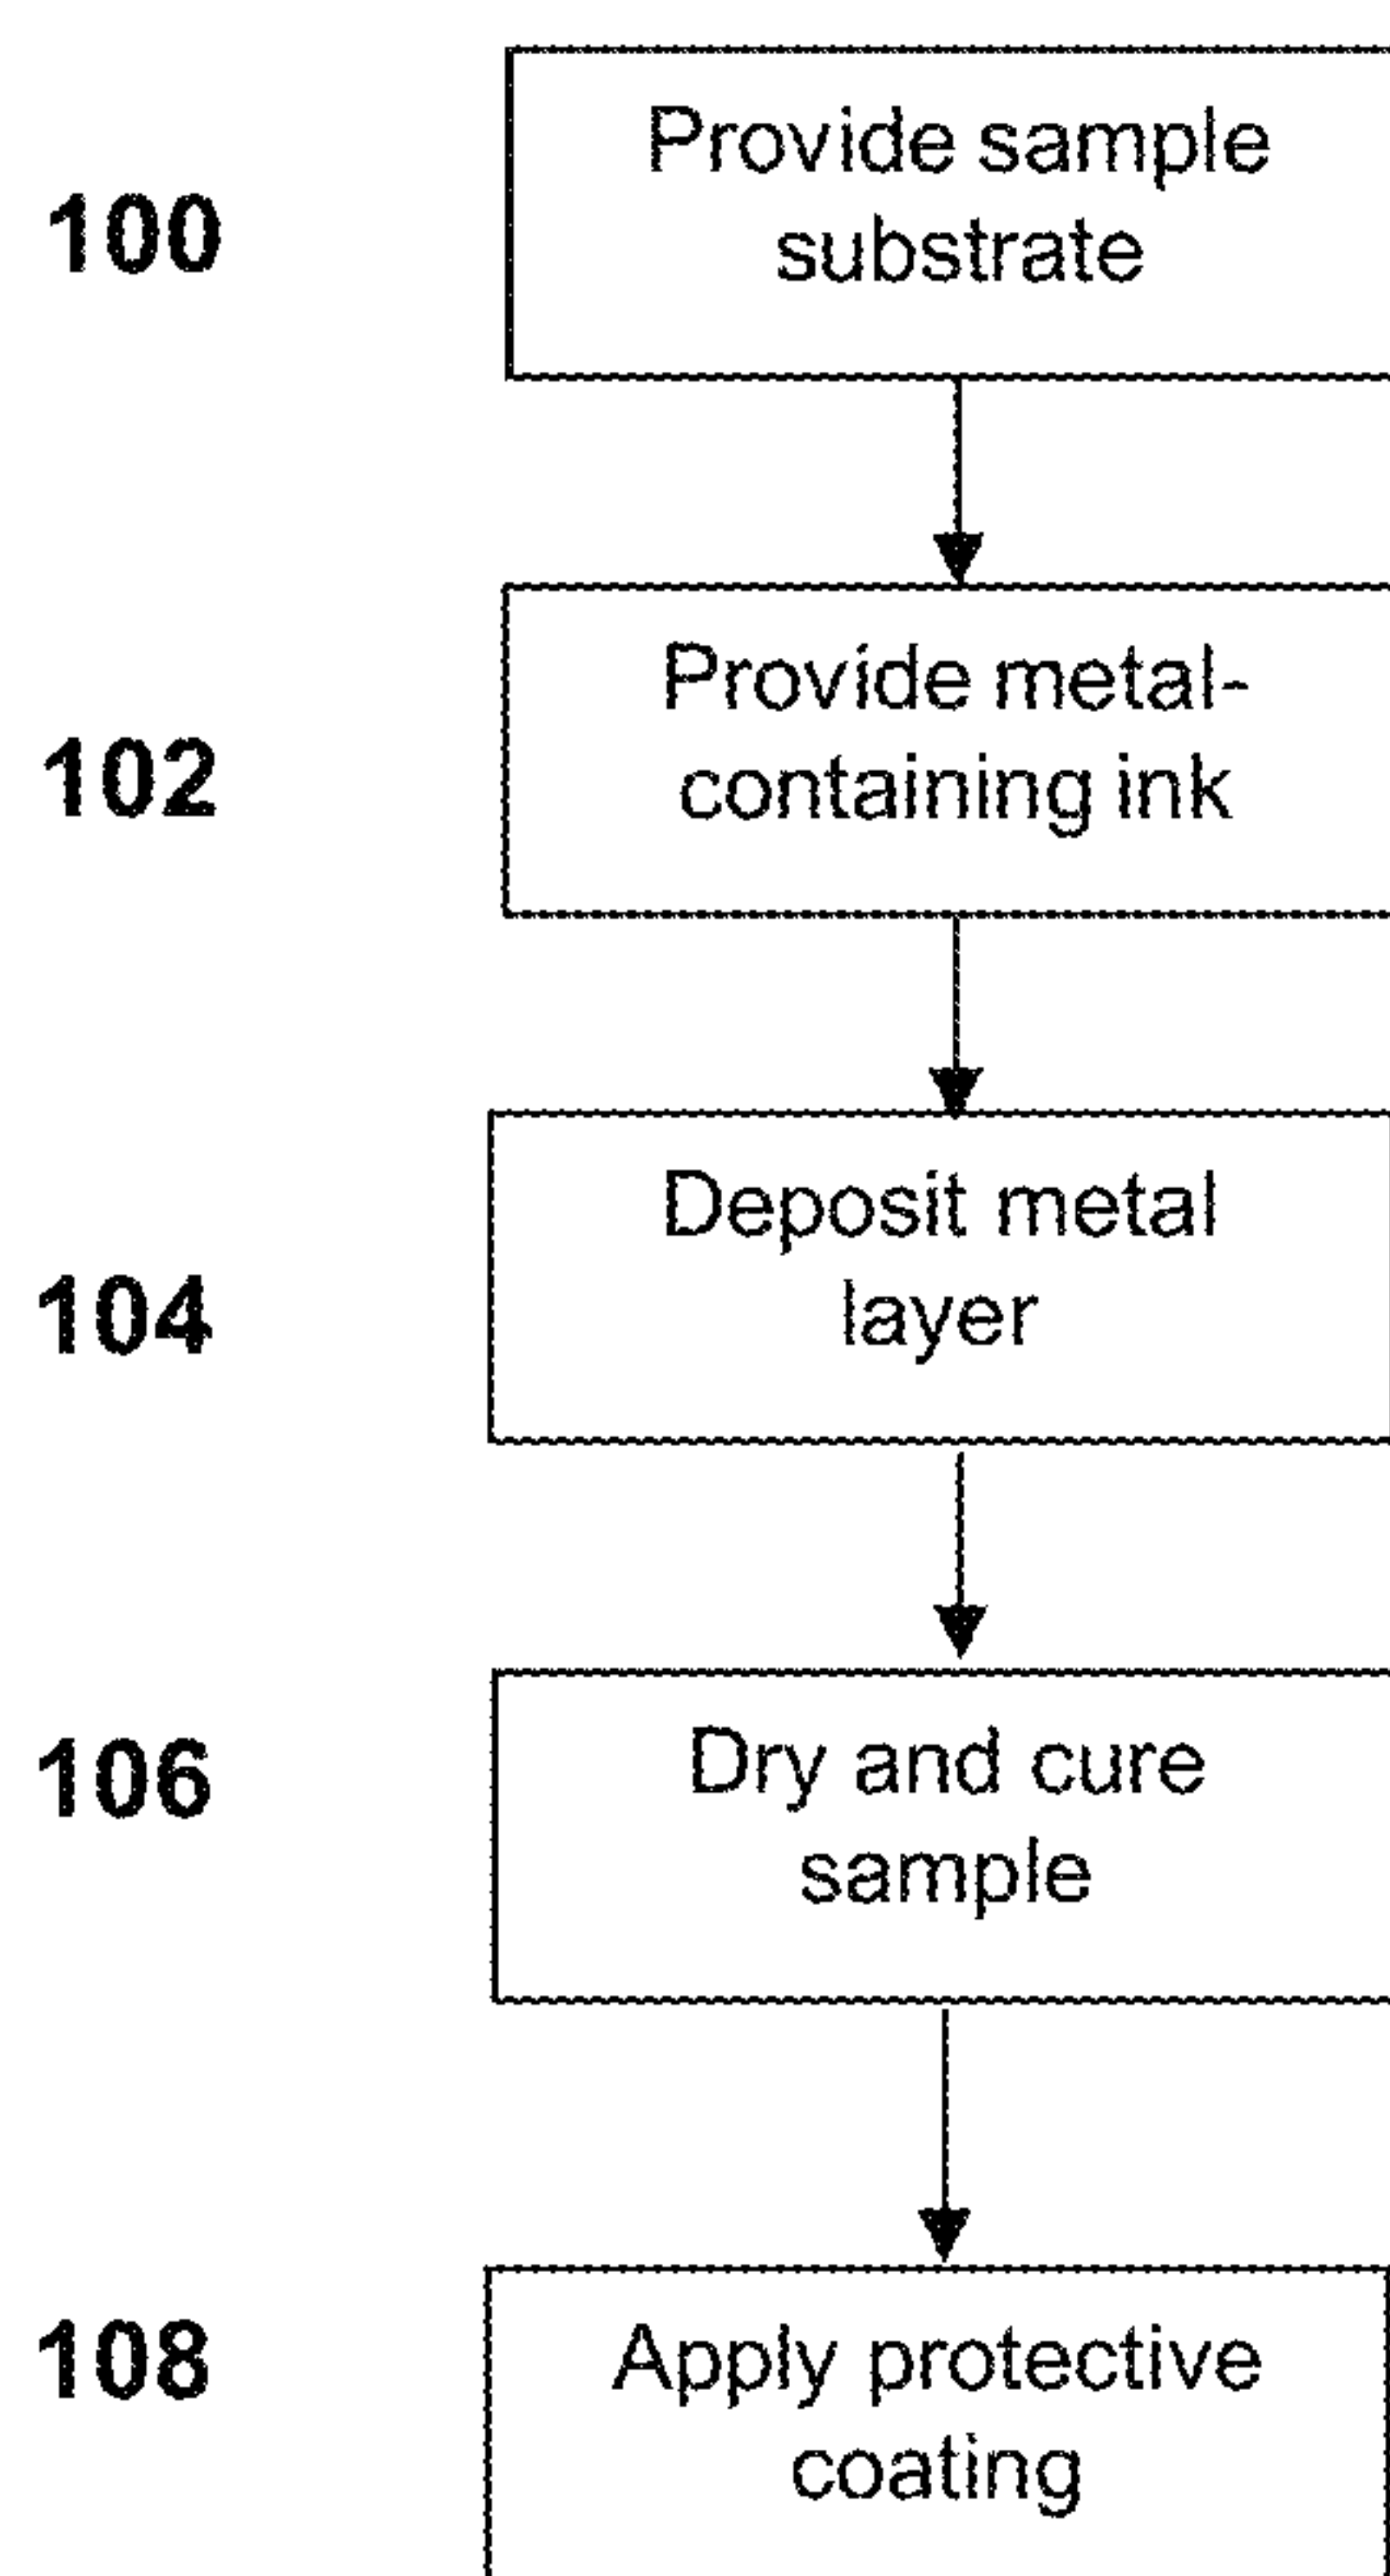 100
Provide sample
substrate
102
Provide metal-
containing ink
104
Deposit metal
layer
106
Dry and cure
sample
108
Apply protective
coating